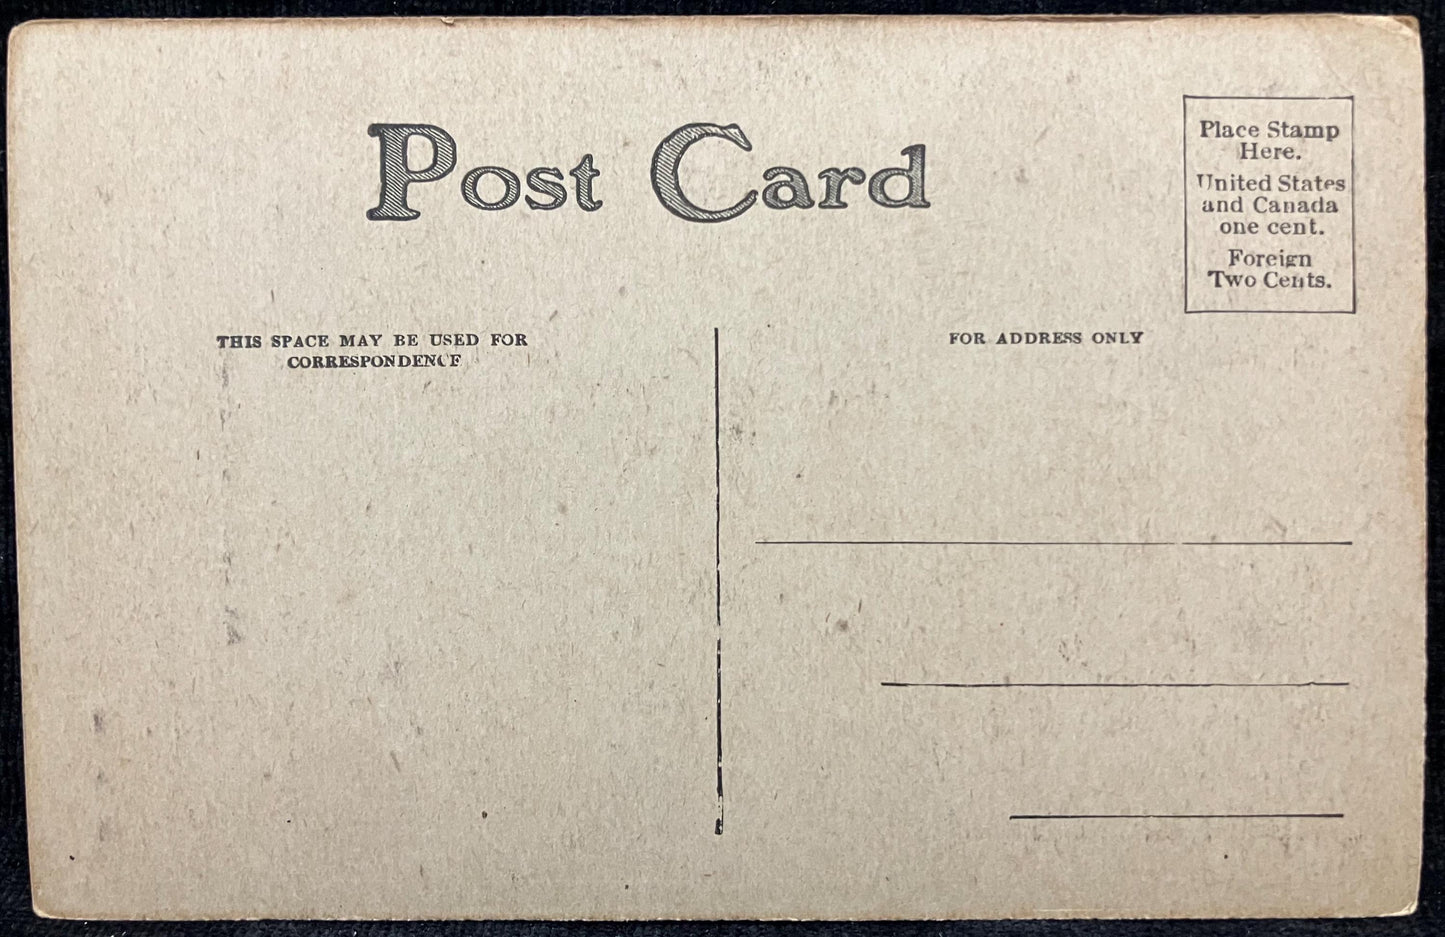 Post Card
Place Stamp
Here.
United States
and Canada
one cent.
Foreign
Two Cents.
THIS SPACE MAY BE USED FOR
CORRESPONDENCE
FOR ADDRESS ONLY